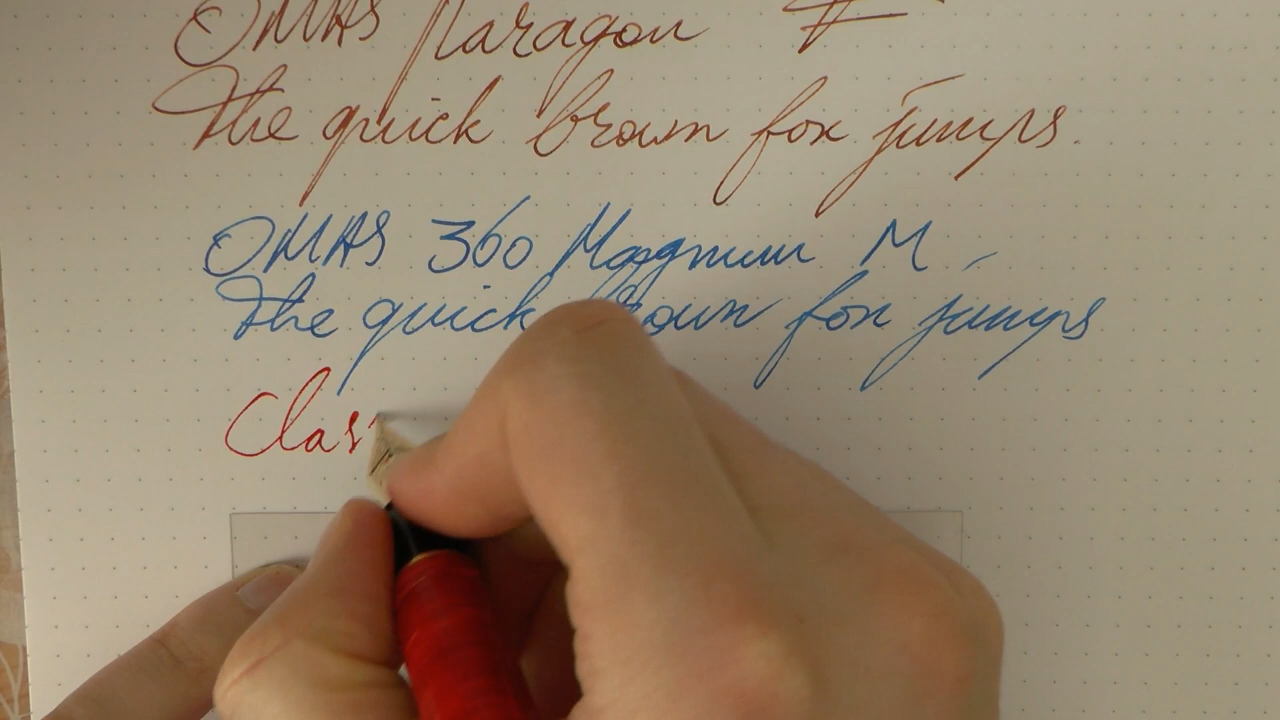 OMAS Paragon F
The quick brown fox jumps.
OMAS 360 Magnum M -
The quick brown fox jumps
Clas